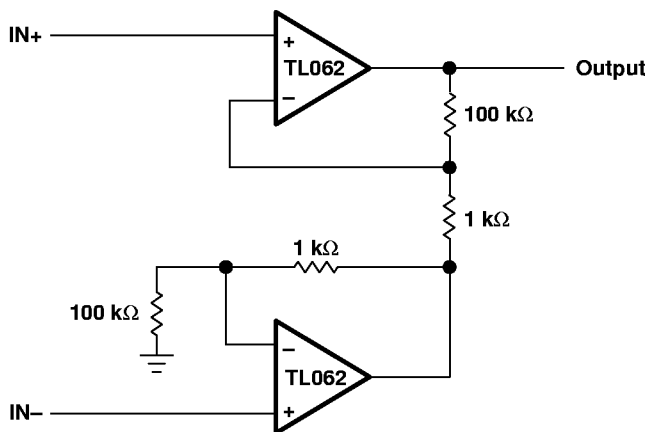 IN+
+
TL062
−
Output
100 kΩ
1 kΩ
1 kΩ
100 kΩ
−
TL062
+
IN–